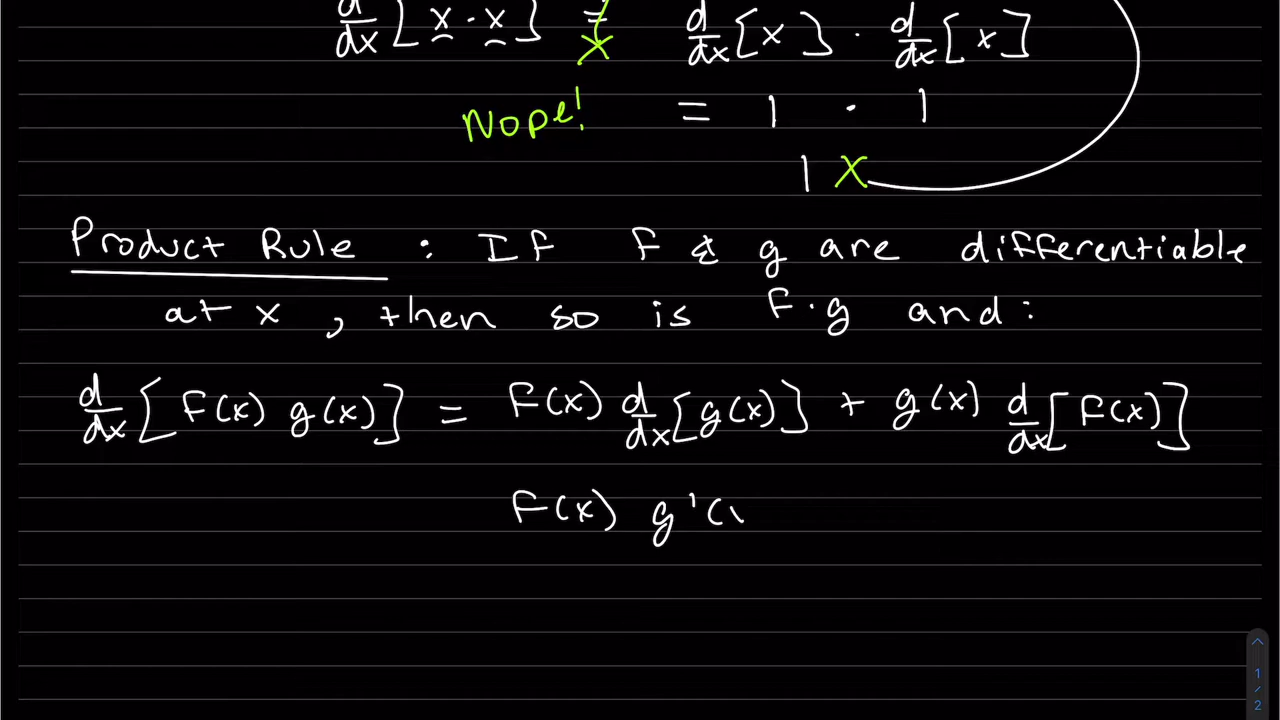 d/dx [x · x] ≠ d/dx [x] · d/dx [x]
Nope! = 1 · 1
1 X
Product Rule : If f & g are differentiable
at x , then so is f·g and :
d/dx [f(x) g(x)] = f(x) d/dx [g(x)] + g(x) d/dx [f(x)]
f(x) g'(
1
/
2